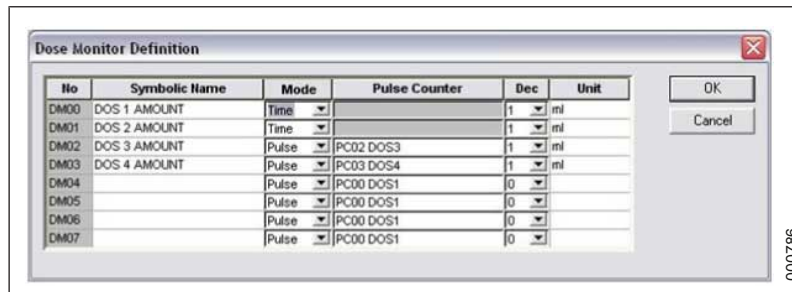 Dose Monitor Definition
No Symbolic Name Mode Pulse Counter Dec Unit
DM00 DOS 1 AMOUNT Time 1 ml
DM01 DOS 2 AMOUNT Time 1 ml
DM02 DOS 3 AMOUNT Pulse PC02 DOS3 1 ml
DM03 DOS 4 AMOUNT Pulse PC03 DOS4 1 ml
DM04 Pulse PC00 DOS1 0
DM05 Pulse PC00 DOS1 0
DM06 Pulse PC00 DOS1 0
DM07 Pulse PC00 DOS1 0
OK
Cancel
000786